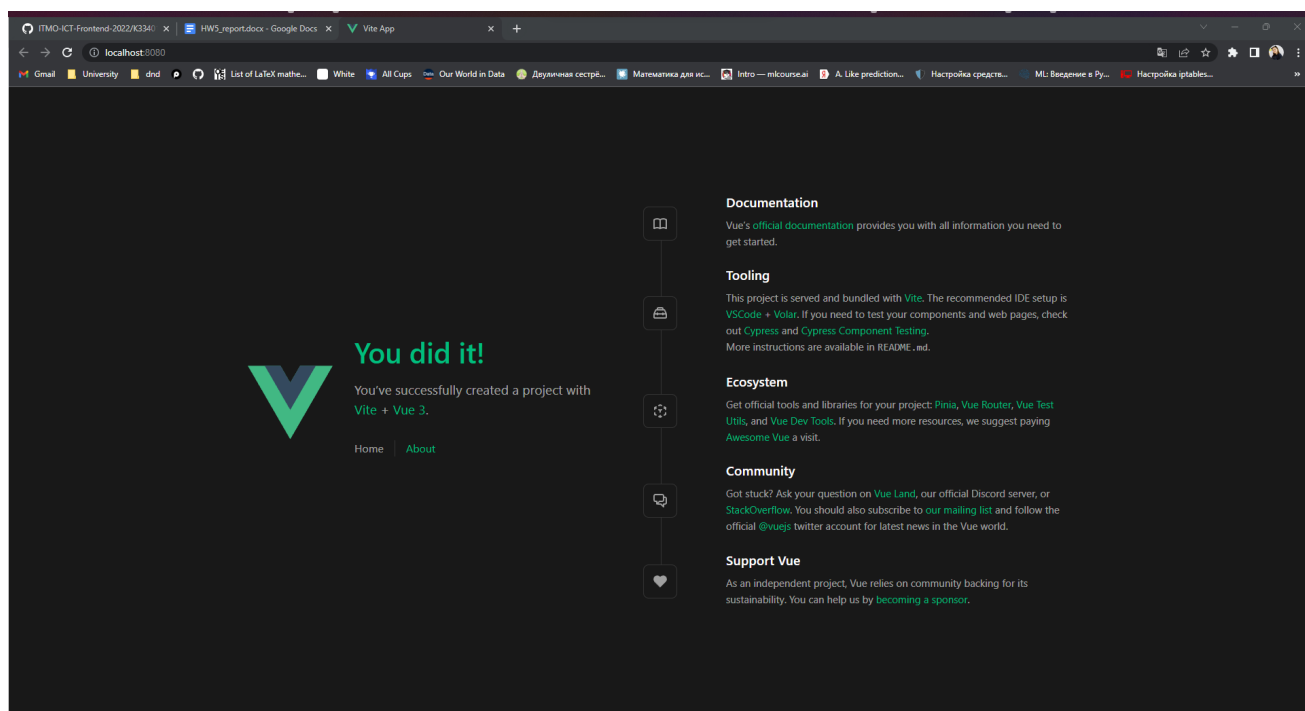 ITMO-ICT-Frontend-2022/K3340
HW5_report.docx - Google Docs
Vite App
localhost:8080
Gmail
University
dnd
List of LaTeX mathe...
White
All Cups
Our World in Data
Двуличная сестрё...
Математика для ис...
Intro — mlcourse.ai
A. Like prediction...
Настройка средств...
ML: Введение в Ру...
Настройка iptables...
»
You did it!
You've successfully created a project with
Vite + Vue 3.
Home
About
Documentation
Vue's official documentation provides you with all information you need to
get started.
Tooling
This project is served and bundled with Vite. The recommended IDE setup is
VSCode + Volar. If you need to test your components and web pages, check
out Cypress and Cypress Component Testing.
More instructions are available in README.md.
Ecosystem
Get official tools and libraries for your project: Pinia, Vue Router, Vue Test
Utils, and Vue Dev Tools. If you need more resources, we suggest paying
Awesome Vue a visit.
Community
Got stuck? Ask your question on Vue Land, our official Discord server, or
StackOverflow. You should also subscribe to our mailing list and follow the
official @vuejs twitter account for latest news in the Vue world.
Support Vue
As an independent project, Vue relies on community backing for its
sustainability. You can help us by becoming a sponsor.